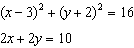 (x−3)² + (y+2)² = 16
2x+2y = 10